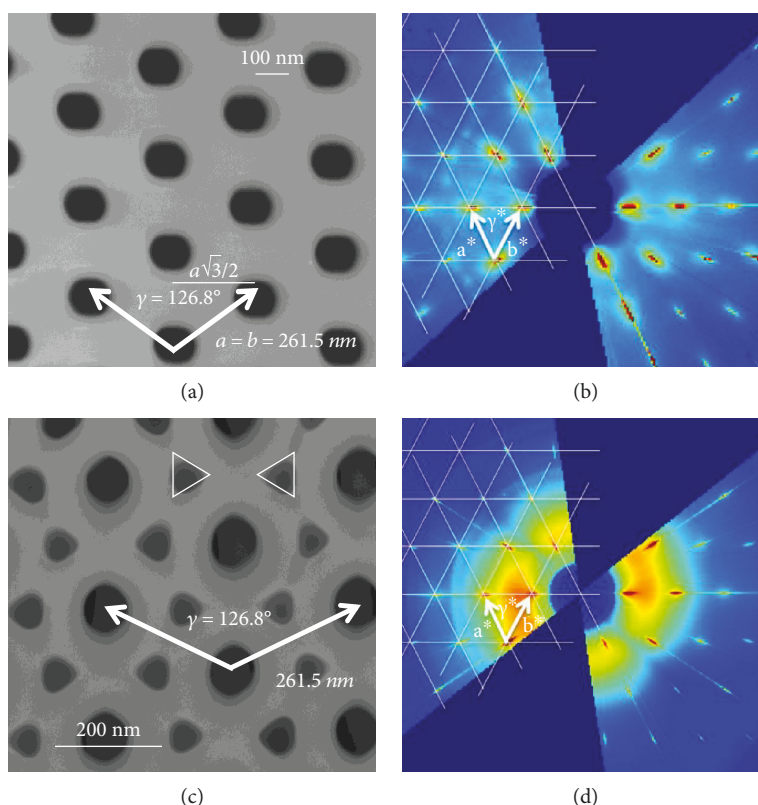 100 nm
a√3/2
γ = 126.8°
a = b = 261.5 nm
γ*
a* b*
(a)
(b)
γ = 126.8°
261.5 nm
200 nm
γ*
a* b*
(c)
(d)